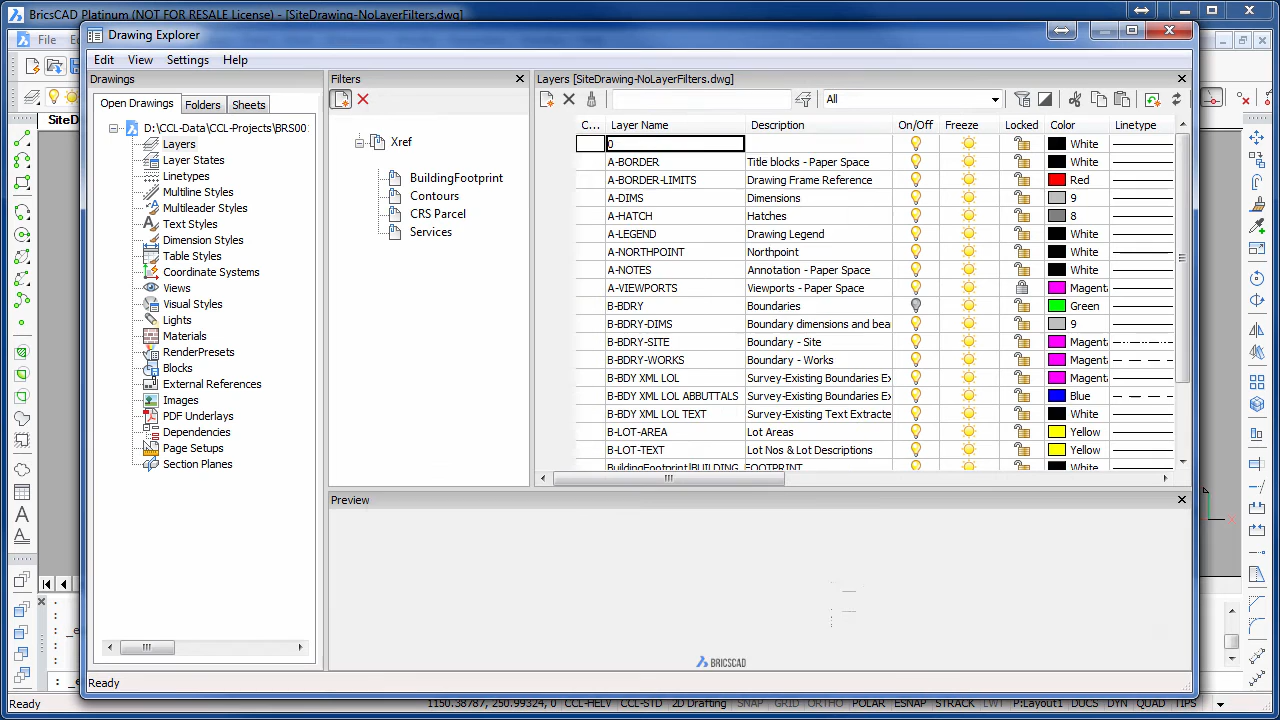 BricsCAD Platinum (NOT FOR RESALE License) - [SiteDrawing-NoLayerFilters.dwg]
File
Drawing Explorer
Edit View Settings Help
Drawings
Open Drawings Folders Sheets
D:\CCL-Data\CCL-Projects\BRS00
Layers
Layer States
Linetypes
Multiline Styles
Multileader Styles
Text Styles
Dimension Styles
Table Styles
Coordinate Systems
Views
Visual Styles
Lights
Materials
RenderPresets
Blocks
External References
Images
PDF Underlays
Dependencies
Page Setups
Section Planes
Filters
Xref
BuildingFootprint
Contours
CRS Parcel
Services
Layers [SiteDrawing-NoLayerFilters.dwg]
All
C... Layer Name Description On/Off Freeze Locked Color Linetype
0 White
A-BORDER Title blocks - Paper Space White
A-BORDER-LIMITS Drawing Frame Reference Red
A-DIMS Dimensions 9
A-HATCH Hatches 8
A-LEGEND Drawing Legend White
A-NORTHPOINT Northpoint White
A-NOTES Annotation - Paper Space White
A-VIEWPORTS Viewports - Paper Space Magent
B-BDRY Boundaries Green
B-BDRY-DIMS Boundary dimensions and bea 9
B-BDRY-SITE Boundary - Site Magent
B-BDRY-WORKS Boundary - Works Magent
B-BDY XML LOL Survey-Existing Boundaries Ex Magent
B-BDY XML LOL ABBUTTALS Survey-Existing Boundaries Ex Blue
B-BDY XML LOL TEXT Survey-Existing Text Extracte White
B-LOT-AREA Lot Areas Yellow
B-LOT-TEXT Lot Nos & Lot Descriptions Yellow
BuildingFootprint|BUILDING FOOTPRINT White
Preview
BRICSCAD
Ready
SiteD
: _e
Ready 1150.38787, 250.99324, 0 CCL-HELV CCL-STD 2D Drafting SNAP GRID ORTHO POLAR ESNAP STRACK LWT P:Layout1 DUCS DYN QUAD TIPS